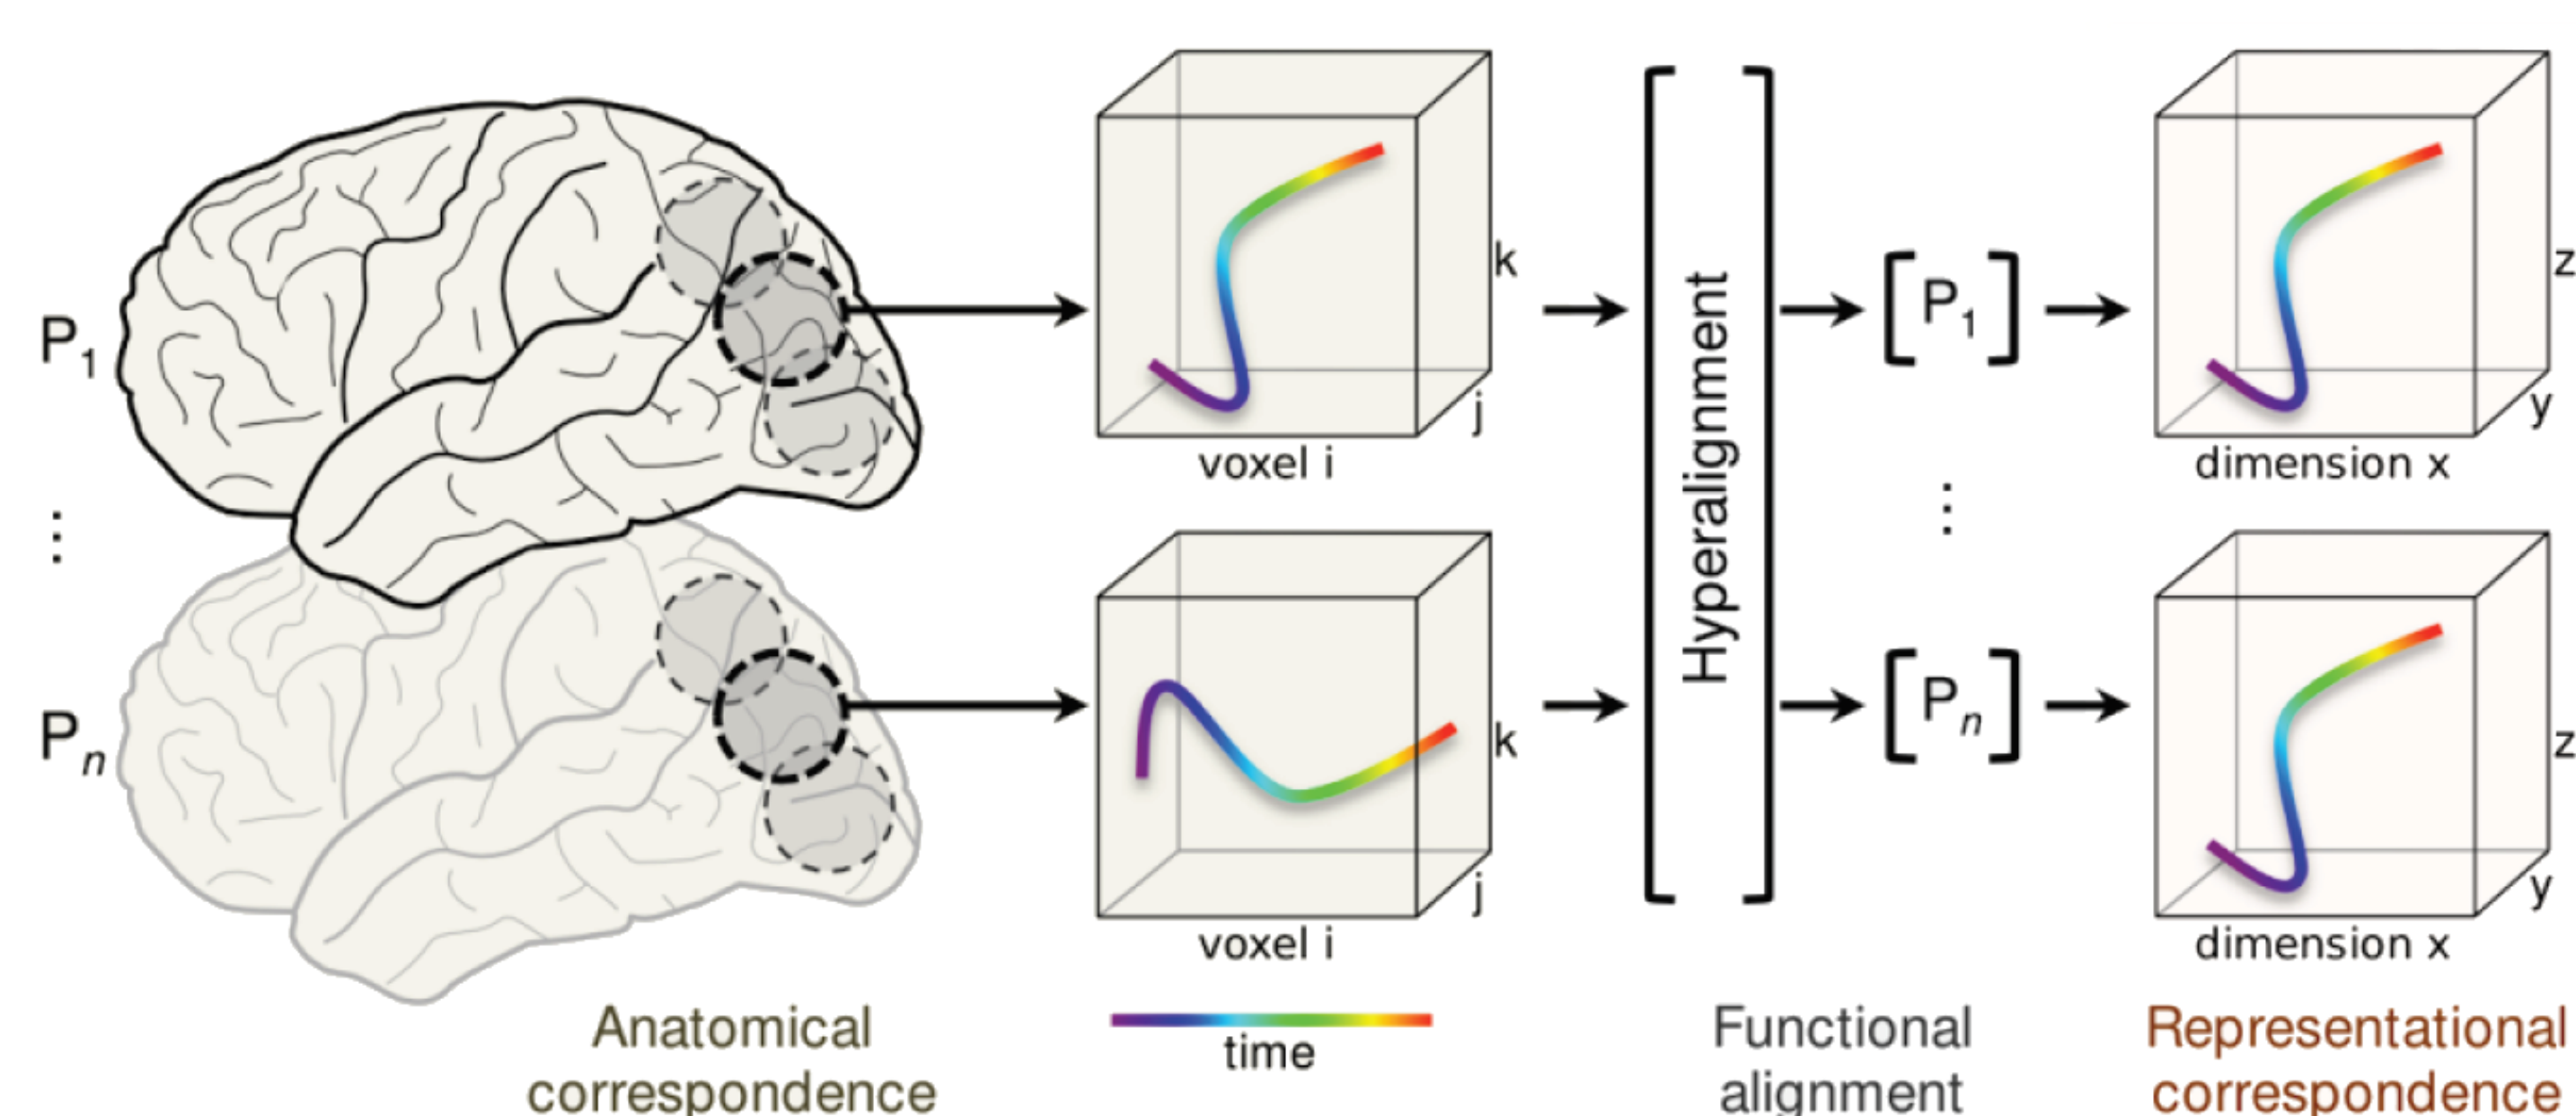 P1
⋮
Pn
voxel i
j
k
voxel i
j
k
time
Hyperalignment
[P1]
⋮
[Pn]
dimension x
y
z
dimension x
y
z
Anatomical
correspondence
Functional
alignment
Representational
correspondence